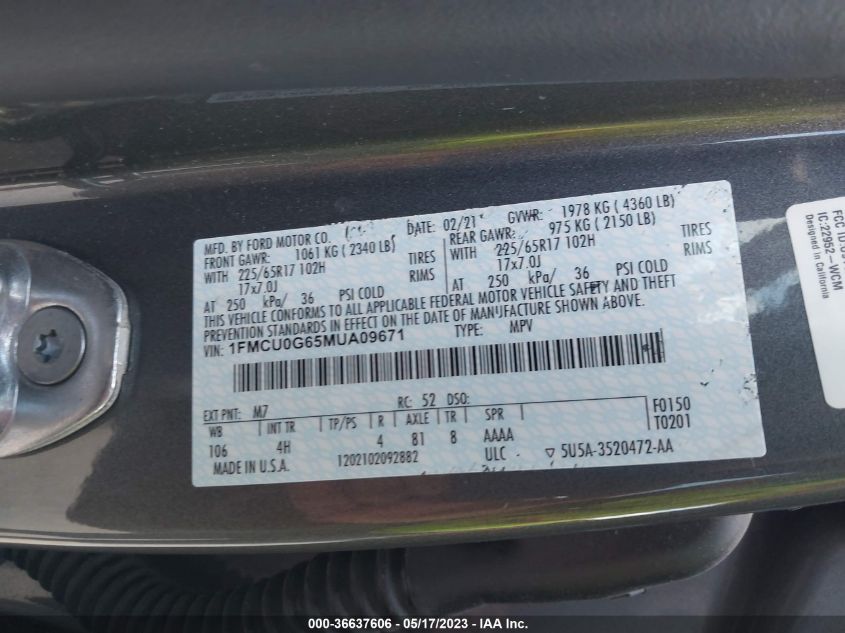 MFD. BY FORD MOTOR CO.
DATE: 02/21
GVWR: 1978 KG ( 4360 LB)
FRONT GAWR: 1061 KG ( 2340 LB)
REAR GAWR: 975 KG ( 2150 LB)
WITH 225/65R17 102H TIRES
WITH 225/65R17 102H TIRES
17x7.0J RIMS
17x7.0J RIMS
AT 250 kPa/ 36 PSI COLD
AT 250 kPa/ 36 PSI COLD
THIS VEHICLE CONFORMS TO ALL APPLICABLE FEDERAL MOTOR VEHICLE SAFETY AND THEFT
PREVENTION STANDARDS IN EFFECT ON THE DATE OF MANUFACTURE SHOWN ABOVE.
VIN: 1FMCU0G65MUA09671
TYPE: MPV
EXT PNT: M7 RC: 52 DSO:
F0150
T0201
WB INT TR TP/PS R AXLE TR SPR
106 4H 4 81 8 AAAA
MADE IN U.S.A. 1202102092882 ULC ▽ 5U5A-3520472-AA
IC:22952-WCM
Designed in California
000-36637606 - 05/17/2023 - IAA Inc.